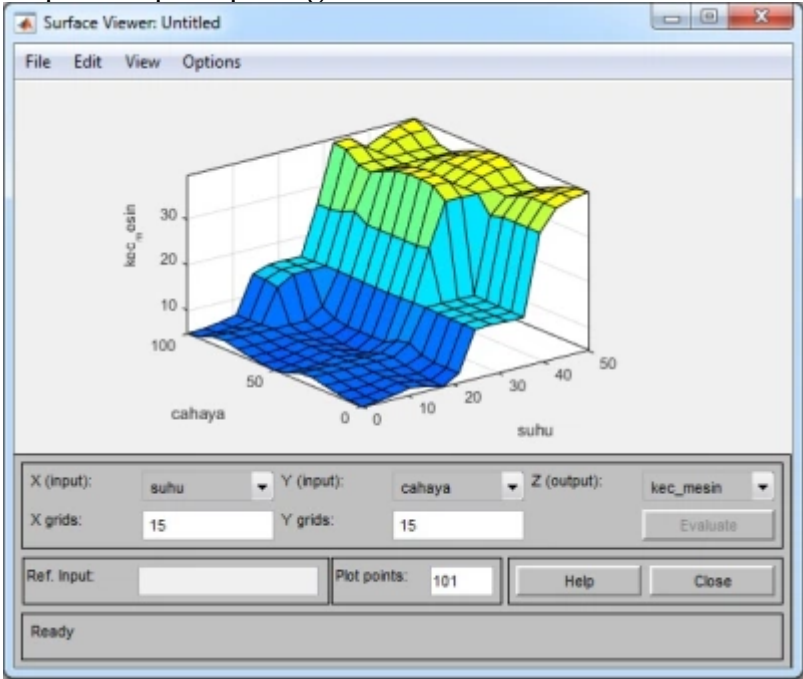 Surface Viewer: Untitled
File Edit View Options
kec_mesin
30
20
10
100
50
0
cahaya
0
10
20
30
40
50
suhu
X (input): suhu Y (input): cahaya Z (output): kec_mesin
X grids: 15 Y grids: 15 Evaluate
Ref. Input: Plot points: 101 Help Close
Ready